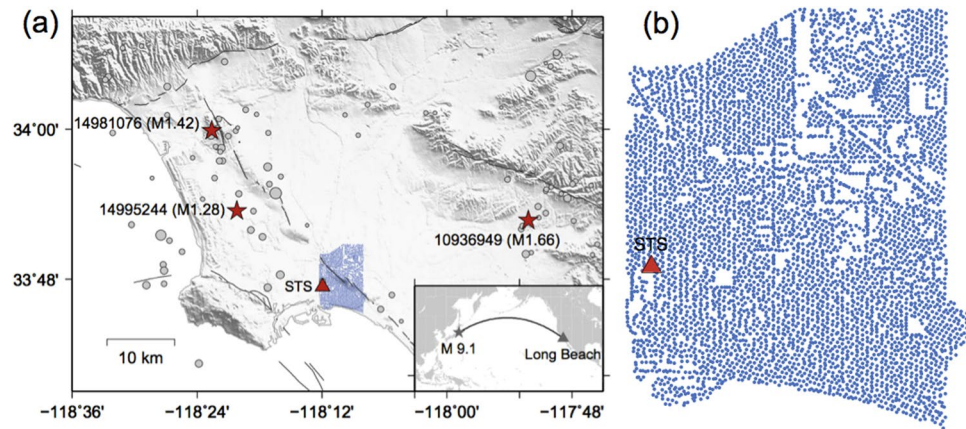 (a)
(b)
34°00'
33°48'
14981076 (M1.42)
14995244 (M1.28)
10936949 (M1.66)
STS
STS
10 km
M 9.1
Long Beach
−118°36'
−118°24'
−118°12'
−118°00'
−117°48'